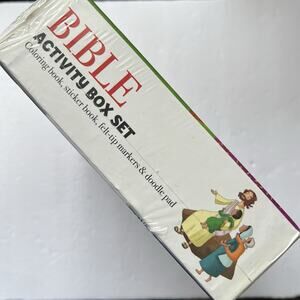 BIBLE
ACTIVITY BOX SET
Coloring book, sticker book, felt-tip markers & doodle pad